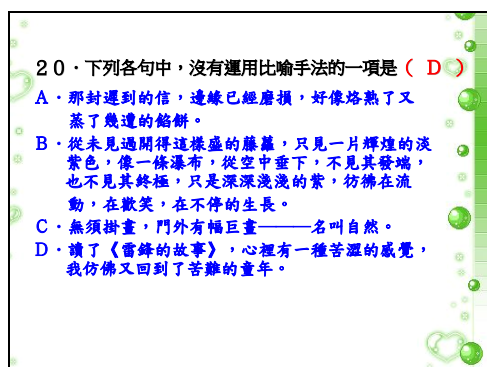 ２０．下列各句中，沒有運用比喻手法的一項是（ D ）
A．那封遲到的信，邊緣已經磨損，好像烙熟了又
蒸了幾遭的餡餅。
B．從未見過開得這樣盛的藤蘿，只見一片輝煌的淡
紫色，像一條瀑布，從空中垂下，不見其發端，
也不見其終極，只是深深淺淺的紫，彷彿在流
動，在歡笑，在不停的生長。
C．無須掛畫，門外有幅巨畫———名叫自然。
D．讀了《雷鋒的故事》，心裡有一種苦澀的感覺，
我仿佛又回到了苦難的童年。